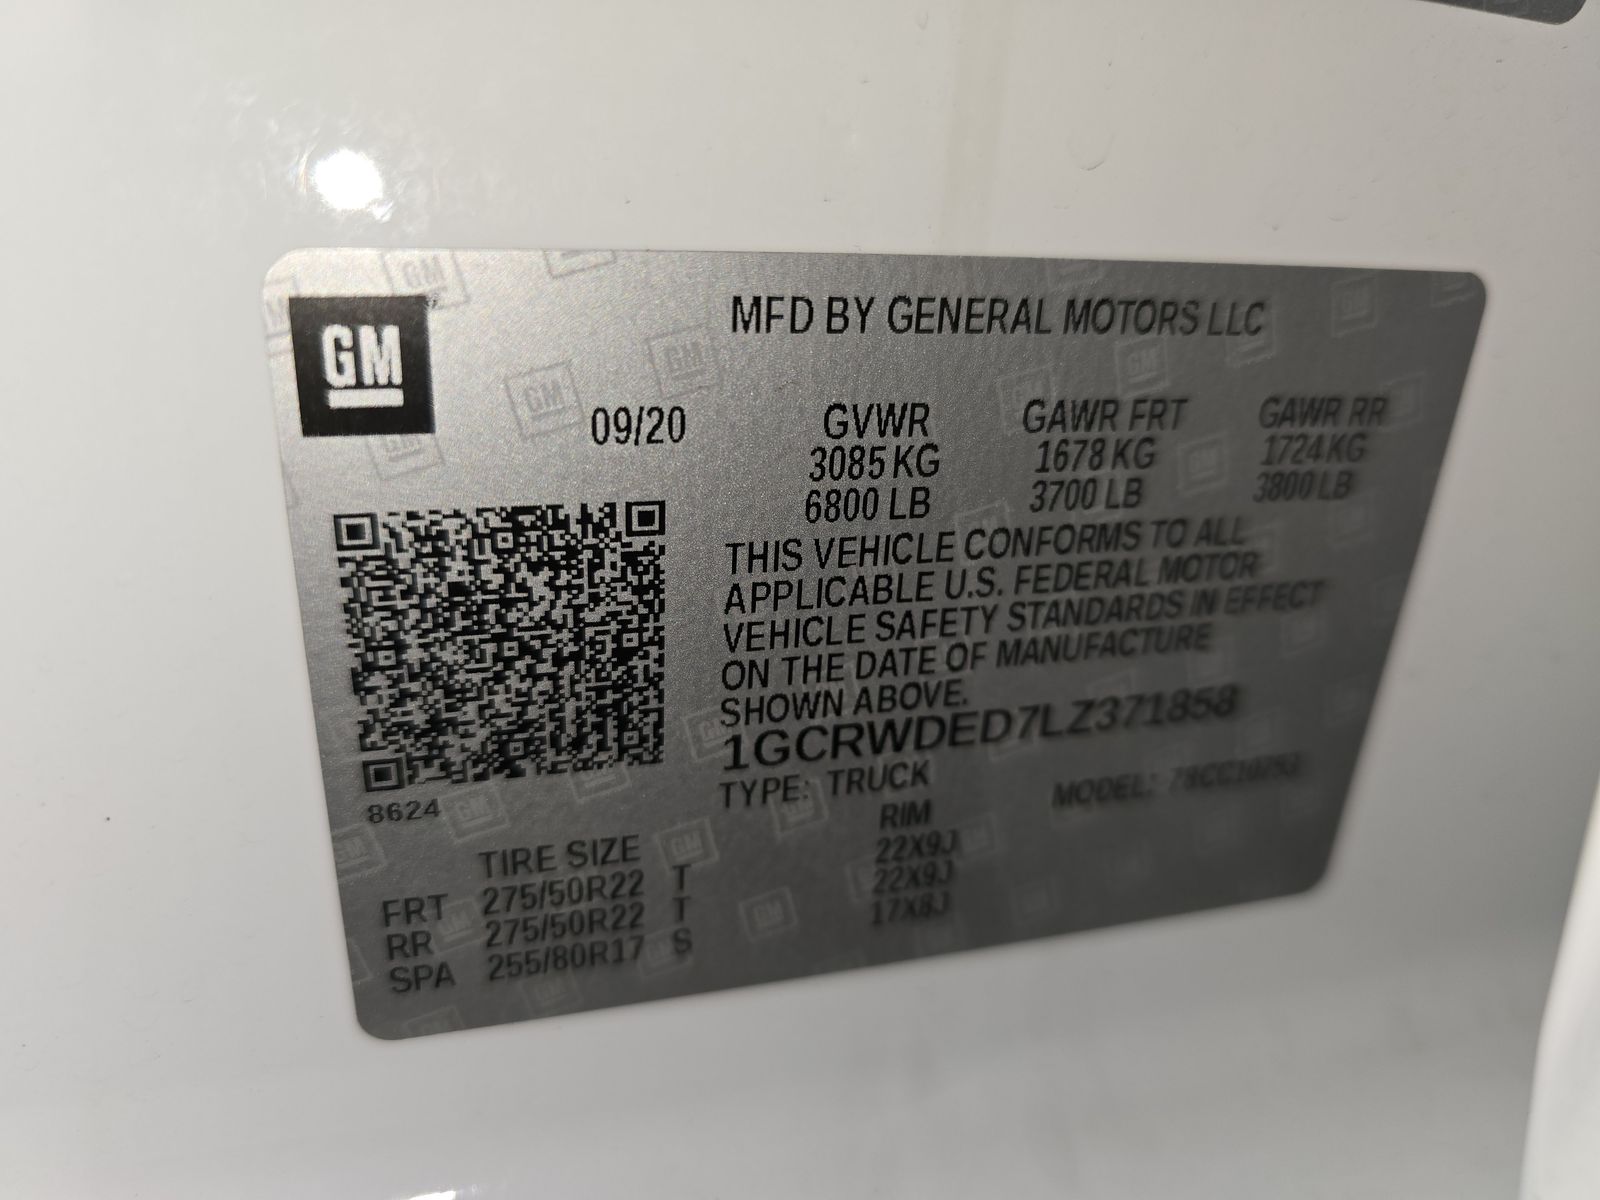 GM
MFD BY GENERAL MOTORS LLC
09/20
GVWR GAWR FRT GAWR RR
3085 KG 1678 KG 1724 KG
6800 LB 3700 LB 3800 LB
THIS VEHICLE CONFORMS TO ALL
APPLICABLE U.S. FEDERAL MOTOR
VEHICLE SAFETY STANDARDS IN EFFECT
ON THE DATE OF MANUFACTURE
SHOWN ABOVE.
1GCRWDED7LZ371858
TYPE: TRUCK MODEL:
8624
TIRE SIZE RIM
FRT 275/50R22 T 22X9J
RR 275/50R22 T 22X9J
SPA 255/80R17 S 17X8J